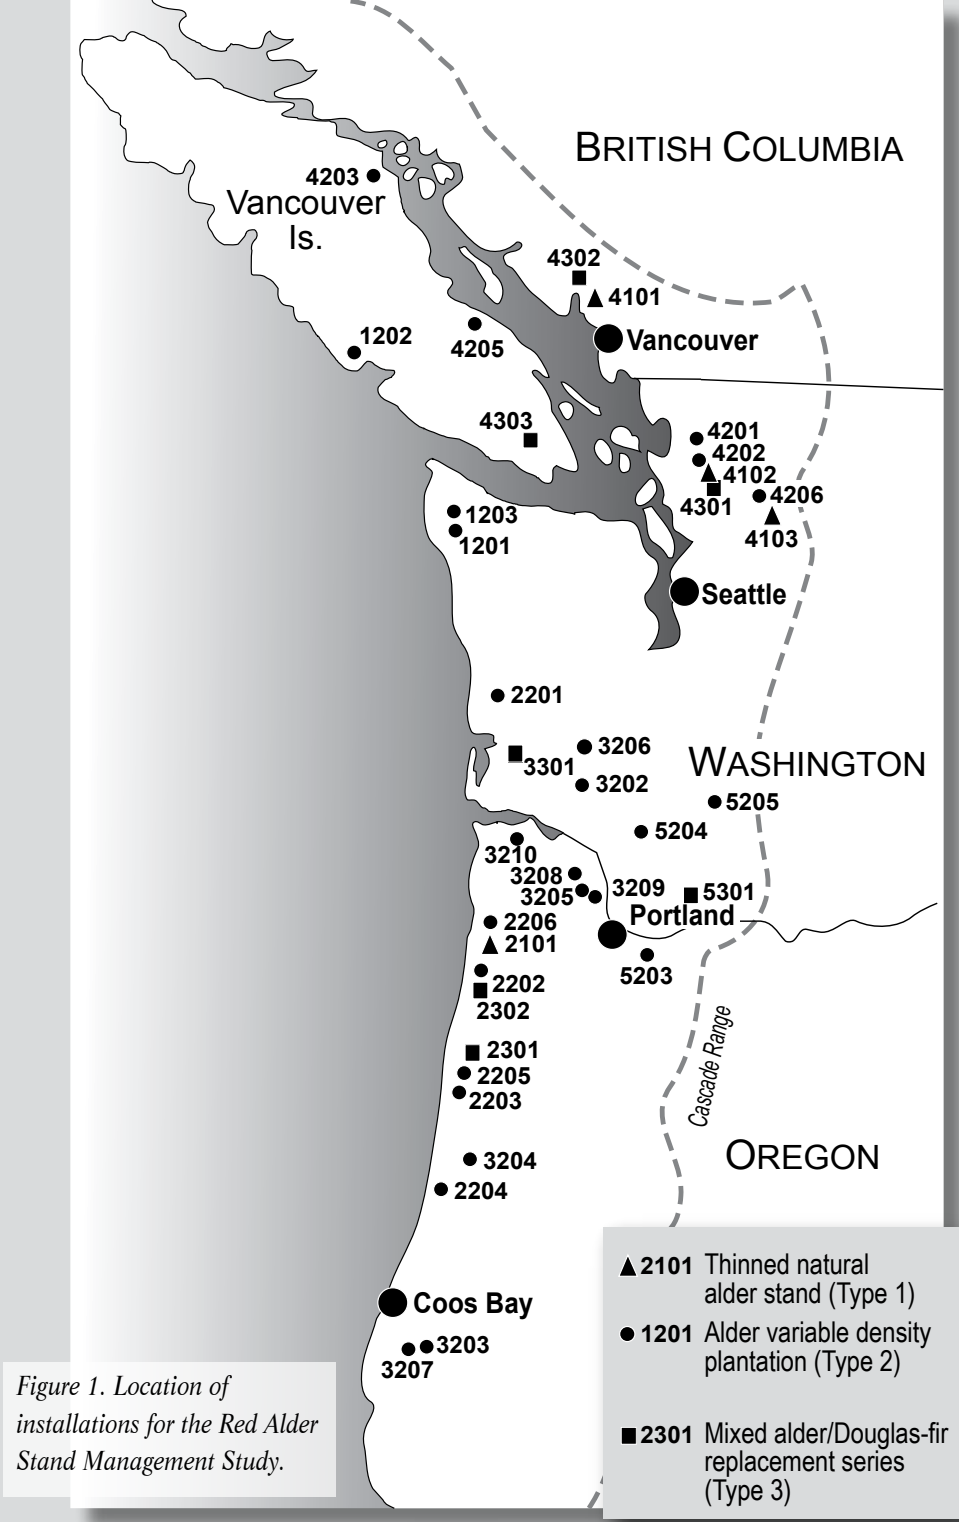 BRITISH COLUMBIA
4203
Vancouver
Is.
4302
4101
Vancouver
1202
4205
4303
4201
4202
4102
4301
4206
4103
1203
1201
Seattle
2201
3206
3301
3202
WASHINGTON
5205
5204
3210
3208
3205
3209
5301
Portland
2206
2101
5203
2202
2302
Cascade Range
2301
2205
2203
OREGON
3204
2204
Coos Bay
3203
3207
2101 Thinned natural
alder stand (Type 1)
1201 Alder variable density
plantation (Type 2)
2301 Mixed alder/Douglas-fir
replacement series
(Type 3)
Figure 1. Location of
installations for the Red Alder
Stand Management Study.